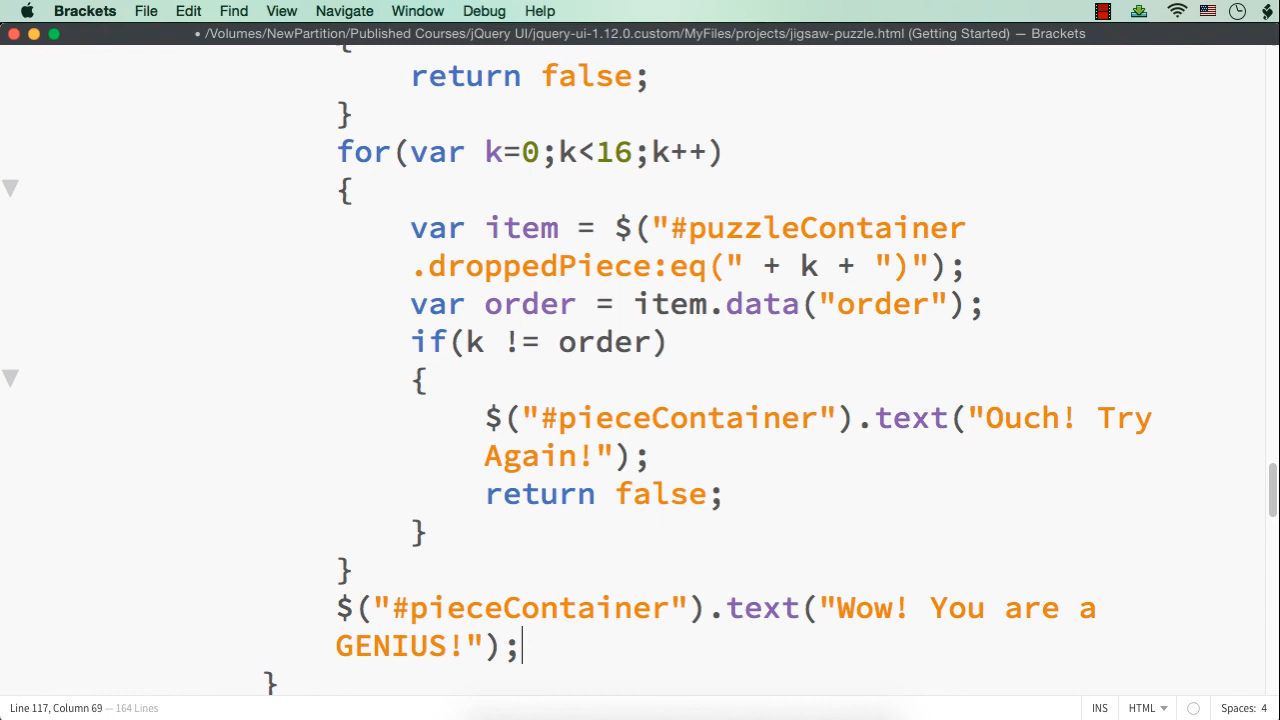 Brackets File Edit Find View Navigate Window Debug Help
• /Volumes/NewPartition/Published Courses/jQuery UI/jquery-ui-1.12.0.custom/MyFiles/projects/jigsaw-puzzle.html (Getting Started) — Brackets
{
return false;
}
for(var k=0;k<16;k++)
{
var item = $("#puzzleContainer
.droppedPiece:eq(" + k + ")");
var order = item.data("order");
if(k != order)
{
$("#pieceContainer").text("Ouch! Try
Again!");
return false;
}
}
$("#pieceContainer").text("Wow! You are a
GENIUS!");
}
Line 117, Column 69 — 164 Lines INS HTML Spaces: 4